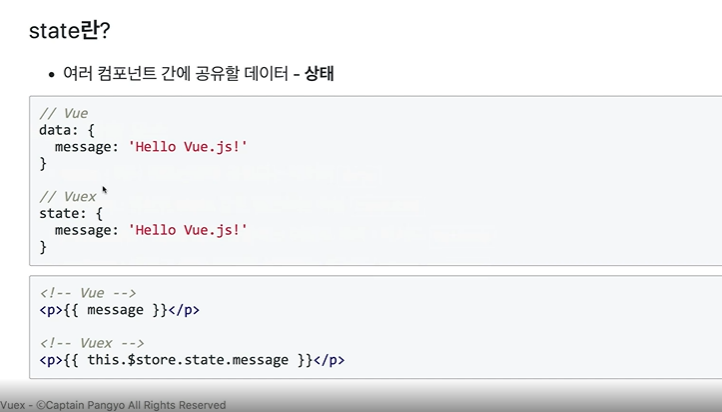 state란?
• 여러 컴포넌트 간에 공유할 데이터 - 상태
// Vue
data: {
  message: 'Hello Vue.js!'
}
// Vuex
state: {
  message: 'Hello Vue.js!'
}
<!-- Vue -->
<p>{{ message }}</p>
<!-- Vuex -->
<p>{{ this.$store.state.message }}</p>
Vuex - ©Captain Pangyo All Rights Reserved